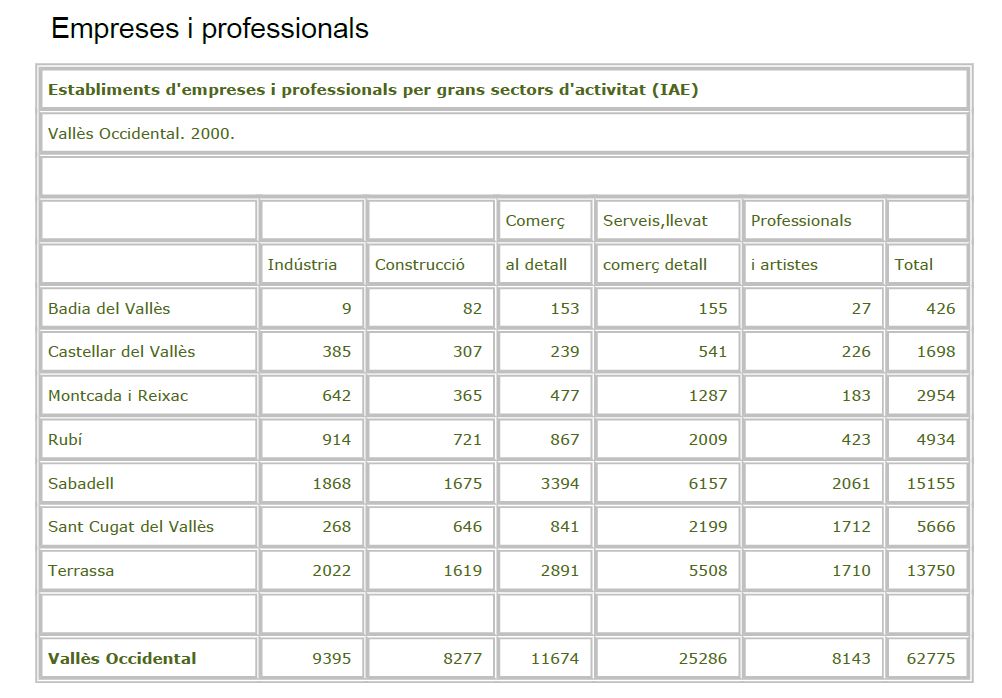 Empreses i professionals
Establiments d'empreses i professionals per grans sectors d'activitat (IAE)
Vallès Occidental. 2000.
Comerç Serveis,llevat Professionals
Indústria Construcció al detall comerç detall i artistes Total
Badia del Vallès 9 82 153 155 27 426
Castellar del Vallès 385 307 239 541 226 1698
Montcada i Reixac 642 365 477 1287 183 2954
Rubí 914 721 867 2009 423 4934
Sabadell 1868 1675 3394 6157 2061 15155
Sant Cugat del Vallès 268 646 841 2199 1712 5666
Terrassa 2022 1619 2891 5508 1710 13750
Vallès Occidental 9395 8277 11674 25286 8143 62775